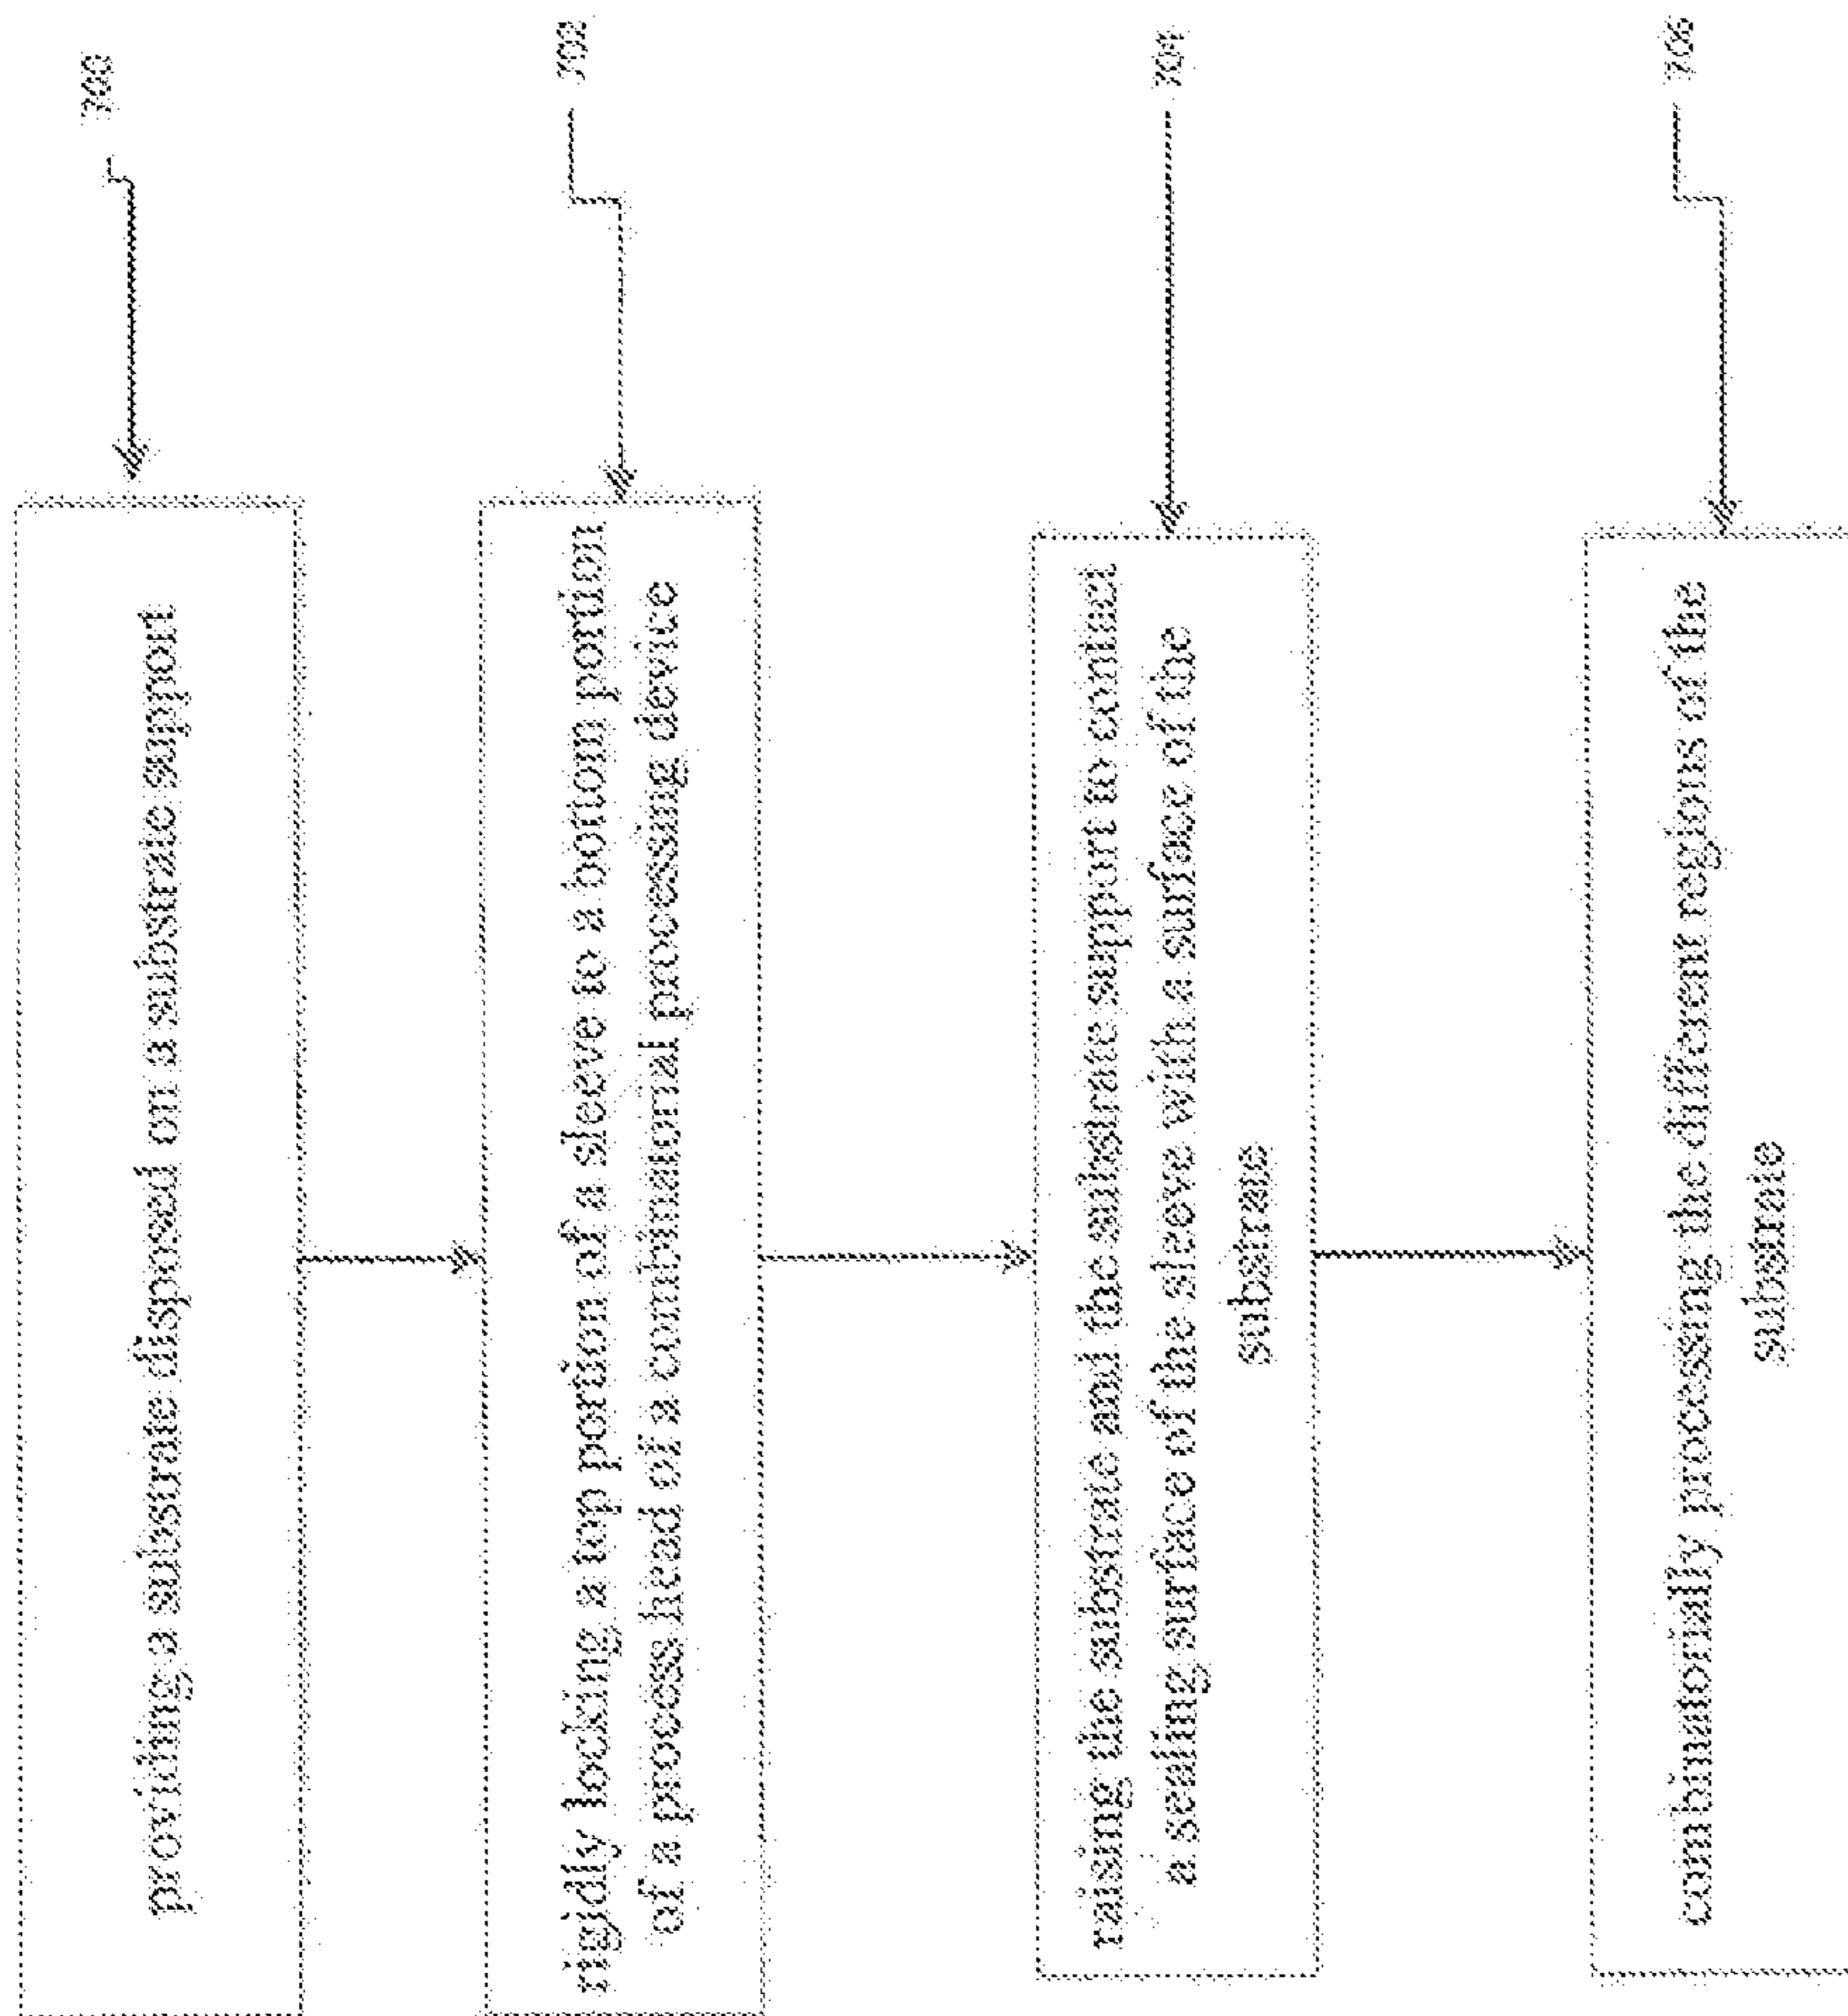 700
providing a substrate disposed on a substrate support
702
rigidly locking a top portion of a sleeve to a bottom portion
of a process head of a combinatorial processing device
704
raising the substrate and the substrate support to contact
a sealing surface of the sleeve with a surface of the
substrate
706
combinatorially processing the different regions of the
substrate